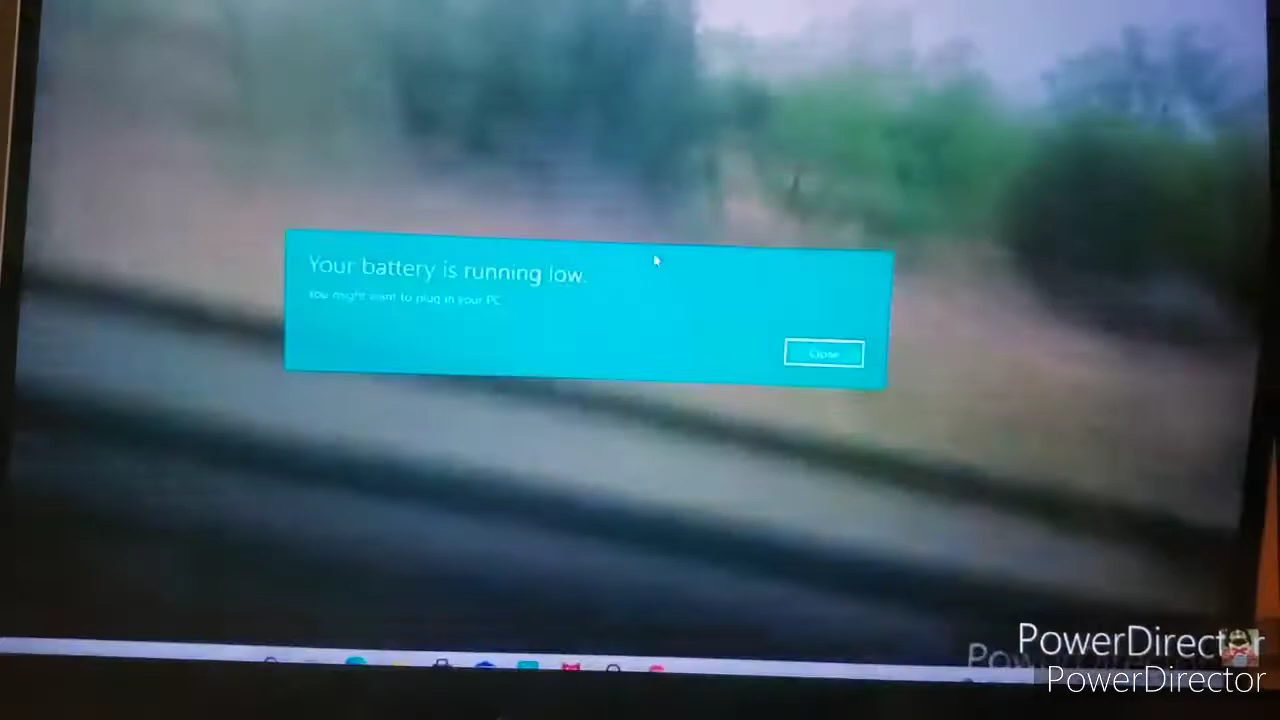 Your battery is running low.
You might want to plug in your PC.
Close
PowerDirector
PowerDirector